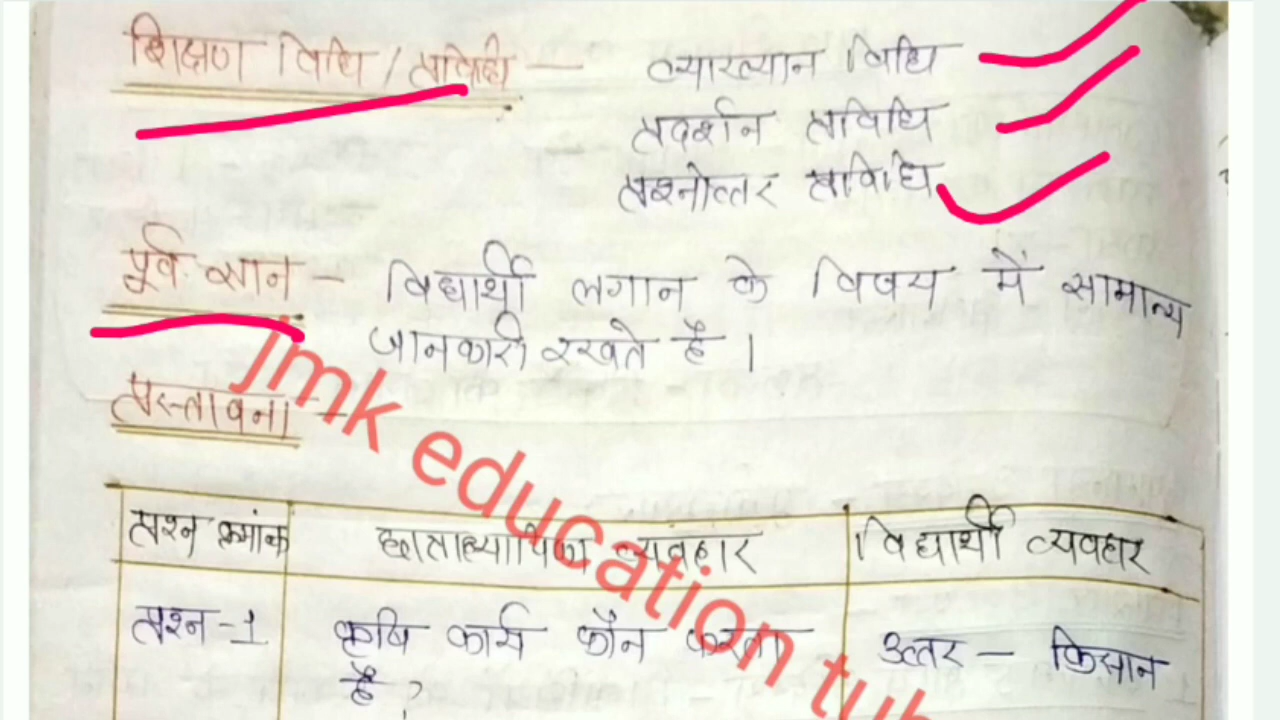 शिक्षण विधि / प्रविधि — व्याख्यान विधि
प्रदर्शन प्रविधि
प्रश्नोत्तर प्रविधि
पूर्व ज्ञान - विद्यार्थी लगान के विषय में सामान्य
जानकारी रखते है ।
प्रस्तावना -
प्रश्न क्रमांक छात्राध्यापिका व्यवहार विद्यार्थी व्यवहार
प्रश्न -1 कृषि कार्य कौन करता उत्तर - किसान
है ?
jmk education tub